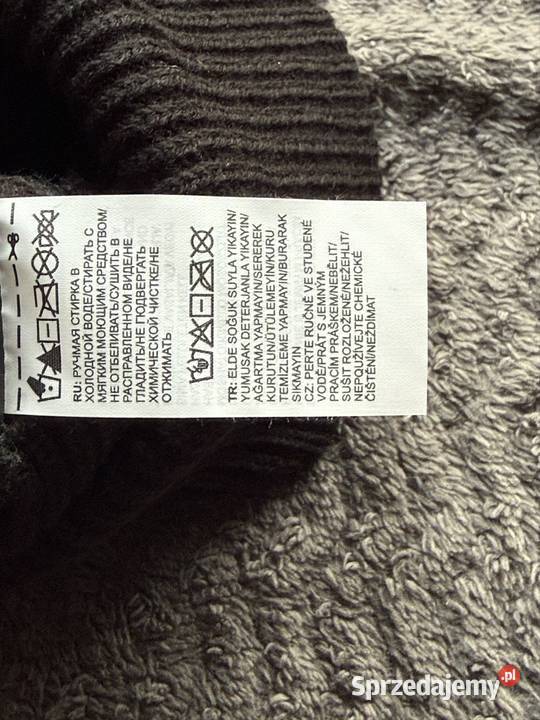 RU: РУЧНАЯ СТИРКА В
ХОЛОДНОЙ ВОДЕ/СТИРАТЬ С
МЯГКИМ МОЮЩИМ СРЕДСТВОМ/
НЕ ОТБЕЛИВАТЬ/СУШИТЬ В
РАСПРАВЛЕННОМ ВИДЕ/НЕ
ГЛАДИТЬ/НЕ ПОДВЕРГАТЬ
ХИМИЧЕСКОЙ ЧИСТКЕ/НЕ
ОТЖИМАТЬ
TR: ELDE SOĞUK SUYLA YIKAYIN/
YUMUSAK DETERJANLA YIKAYIN/
AĞARTMA YAPMAYIN/SEREREK
KURUTUN/ÜTÜLEMEYİN/KURU
TEMIZLEME YAPMAYIN/BURARAK
SIKMAYIN
CZ: PERTE RUČNĚ VE STUDENÉ
VODĚ/PRÁT S JEMNÝM
PRACÍM PRÁŠKEM/NEBĚLIT/
SUŠIT ROZLOŽENÉ/NEŽEHLIT/
NEPOUŽÍVEJTE CHEMICKÉ
ČIŠTĚNÍ/NEŽDÍMAT
Sprzedajemy.pl